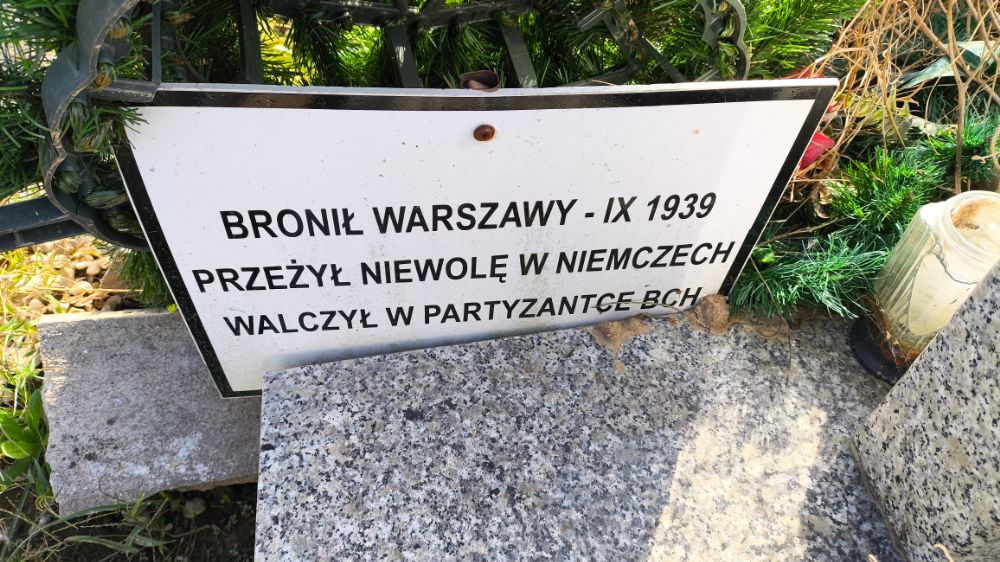 BRONIŁ WARSZAWY - IX 1939
PRZEŻYŁ NIEWOLĘ W NIEMCZECH
WALCZYŁ W PARTYZANTCE BCH